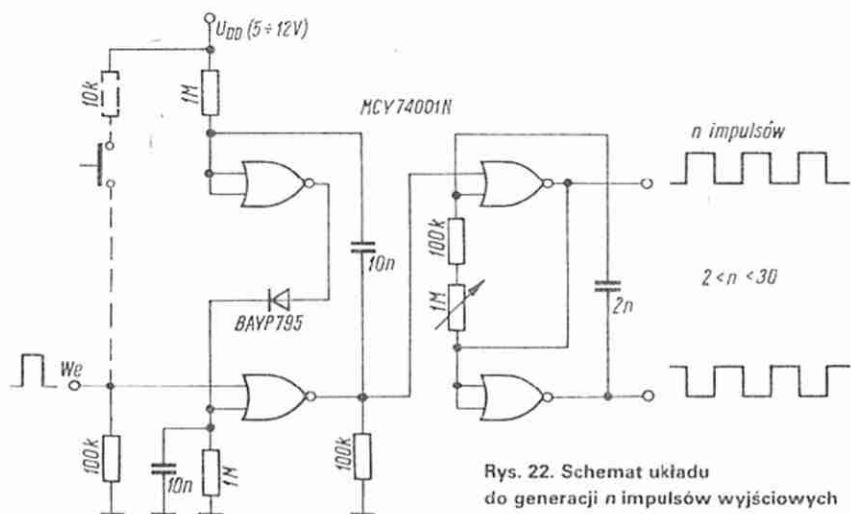 U_DD (5÷12V)
10k
1M
MCY74001N
n impulsów
10n
100k
1M
2n
2 < n < 30
BAYP795
We
100k
10n
1M
100k
Rys. 22. Schemat układu
do generacji n impulsów wyjściowych